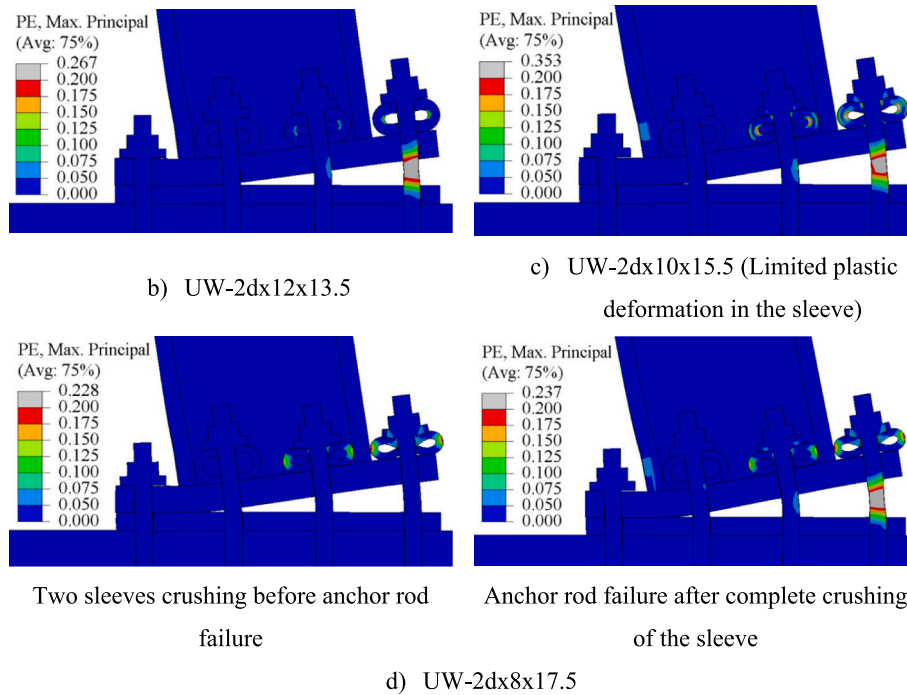 PE, Max. Principal
(Avg: 75%)
0.267
0.200
0.175
0.150
0.125
0.100
0.075
0.050
0.000
b) UW-2dx12x13.5
PE, Max. Principal
(Avg: 75%)
0.353
0.200
0.175
0.150
0.125
0.100
0.075
0.050
0.000
c) UW-2dx10x15.5 (Limited plastic
deformation in the sleeve)
PE, Max. Principal
(Avg: 75%)
0.228
0.200
0.175
0.150
0.125
0.100
0.075
0.050
0.000
Two sleeves crushing before anchor rod
failure
PE, Max. Principal
(Avg: 75%)
0.237
0.200
0.175
0.150
0.125
0.100
0.075
0.050
0.000
Anchor rod failure after complete crushing
of the sleeve
d) UW-2dx8x17.5